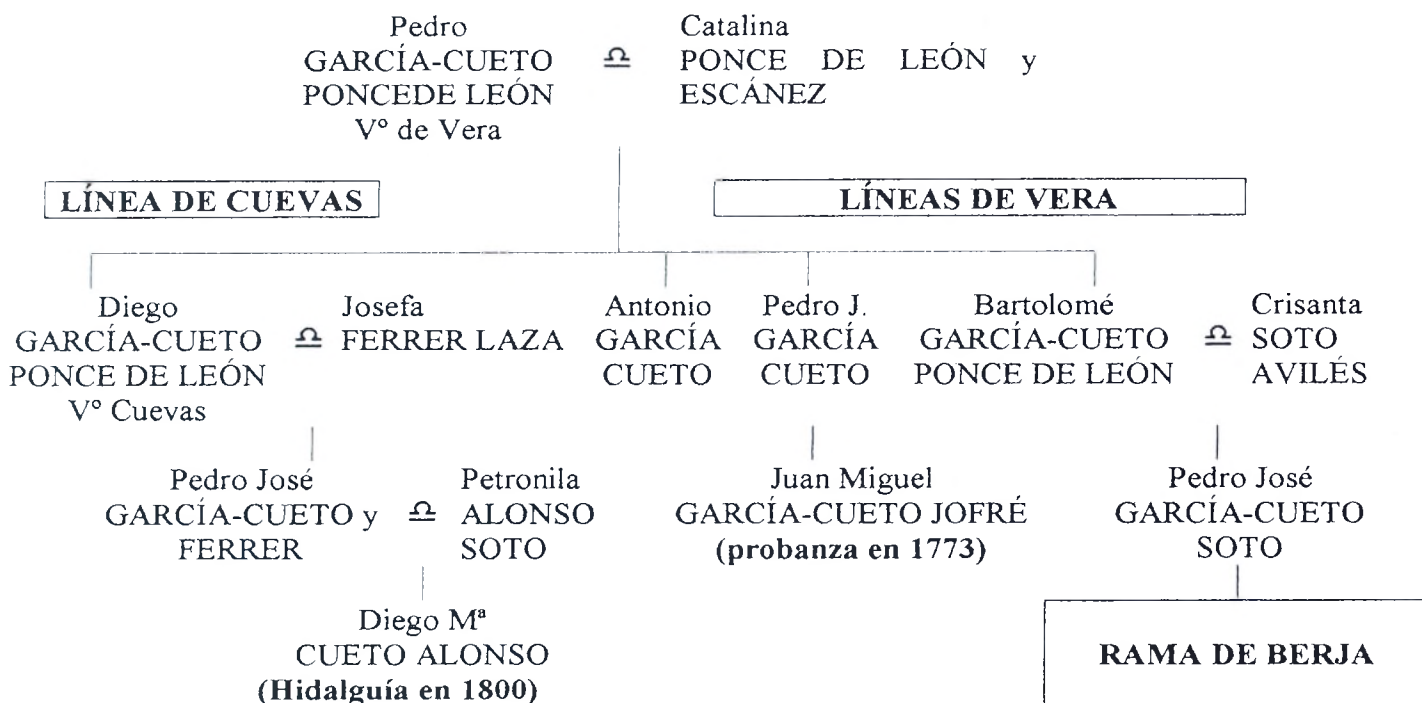 Pedro
GARCÍA-CUETO
PONCEDE LEÓN
Vº de Vera
Catalina
PONCE DE LEÓN y
ESCÁNEZ
LÍNEA DE CUEVAS
LÍNEAS DE VERA
Diego
GARCÍA-CUETO
PONCE DE LEÓN
Vº Cuevas
Josefa
FERRER LAZA
Antonio
GARCÍA
CUETO
Pedro J.
GARCÍA
CUETO
Bartolomé
GARCÍA-CUETO
PONCE DE LEÓN
Crisanta
SOTO
AVILÉS
Pedro José
GARCÍA-CUETO y
FERRER
Petronila
ALONSO
SOTO
Juan Miguel
GARCÍA-CUETO JOFRÉ
(probanza en 1773)
Pedro José
GARCÍA-CUETO
SOTO
Diego Mª
CUETO ALONSO
(Hidalguía en 1800)
RAMA DE BERJA